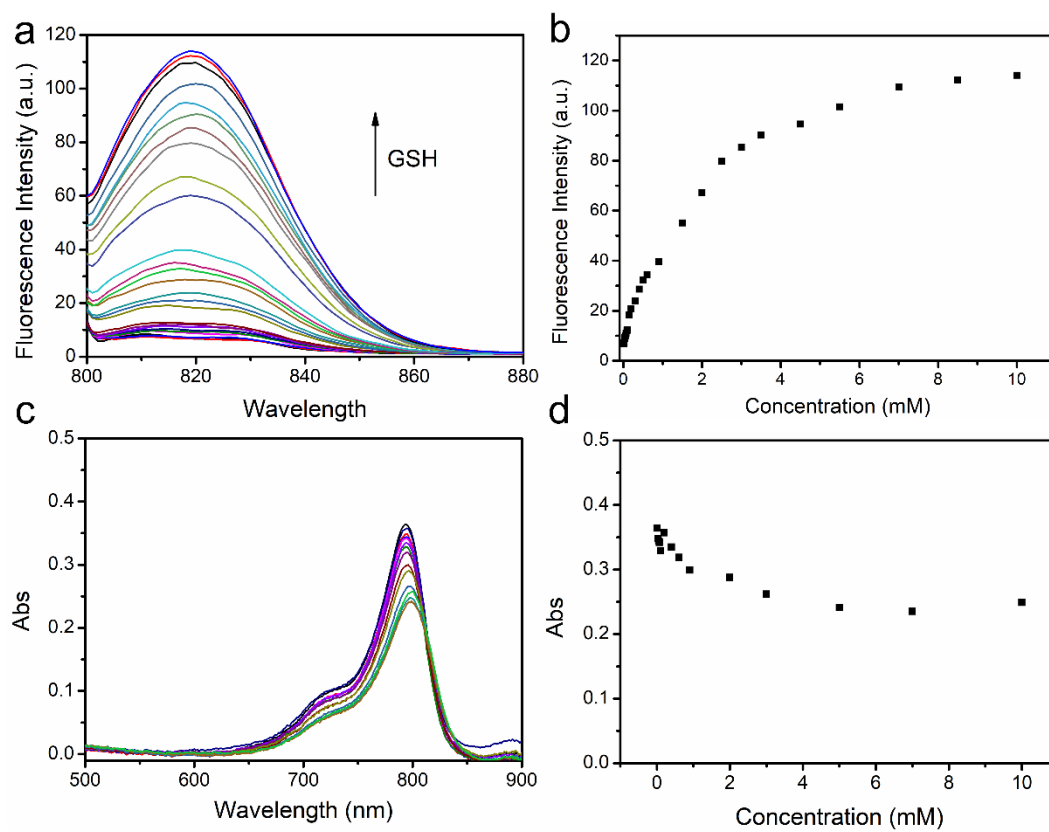 a
120
100
80
60
40
20
0
Fluorescence Intensity (a.u.)
GSH
800 820 840 860 880
Wavelength
b
120
100
80
60
40
20
0
Fluorescence Intensity (a.u.)
0 2 4 6 8 10
Concentration (mM)
c
0.5
0.4
0.3
0.2
0.1
0.0
Abs
500 600 700 800 900
Wavelength (nm)
d
0.5
0.4
0.3
0.2
0.1
0.0
Abs
0 2 4 6 8 10
Concentration (mM)